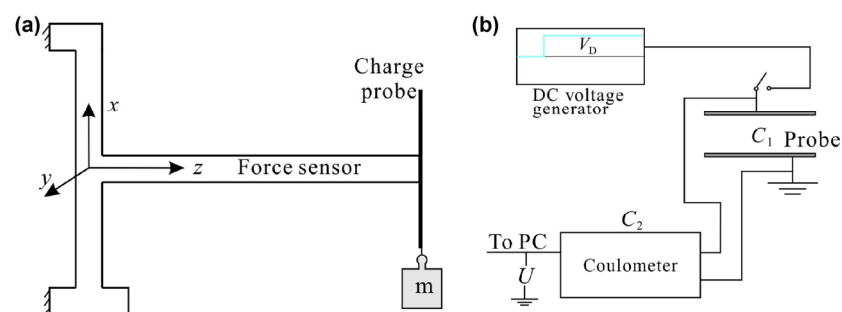 (a)
Charge
probe
x
y
z
Force sensor
m
(b)
V_D
DC voltage
generator
C_1 Probe
C_2
To PC
U
Coulometer